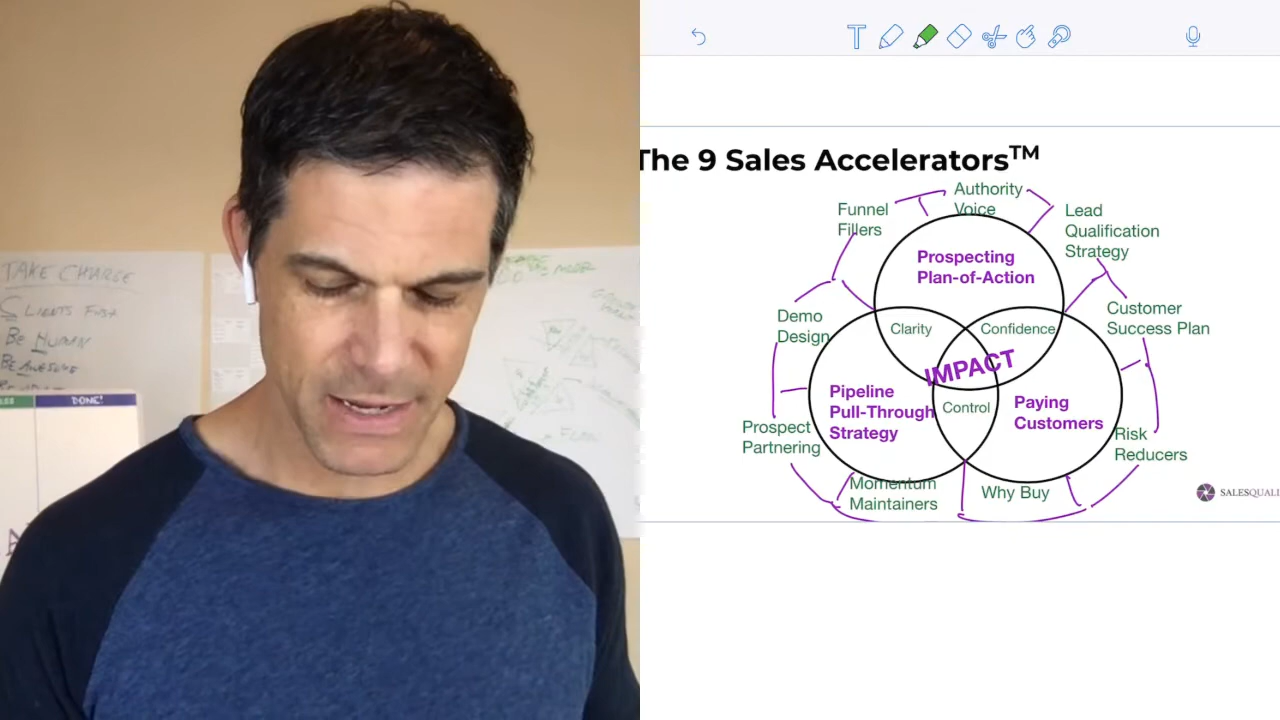 TAKE CHARGE
CLIENTS FIRST
BE HUMAN
BE AWESOME
DONE!
The 9 Sales Accelerators™
Authority
Voice
Funnel
Fillers
Lead
Qualification
Strategy
Prospecting
Plan-of-Action
Demo
Design
Clarity
Confidence
Customer
Success Plan
IMPACT
Pipeline
Pull-Through
Strategy
Control
Paying
Customers
Prospect
Partnering
Risk
Reducers
Momentum
Maintainers
Why Buy
SALESQUALI